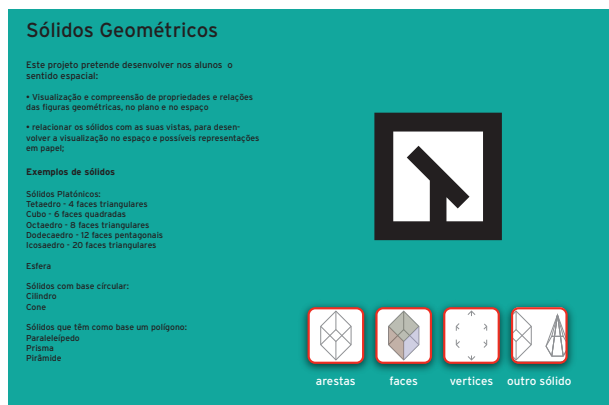 Sólidos Geométricos
Este projeto pretende desenvolver nos alunos o
sentido espacial:
• Visualização e compreensão de propriedades e relações
das figuras geométricas, no plano e no espaço
• relacionar os sólidos com as suas vistas, para desen-
volver a visualização no espaço e possíveis representações
em papel;
Exemplos de sólidos
Sólidos Platónicos:
Tetaedro - 4 faces triangulares
Cubo - 6 faces quadradas
Octaedro - 8 faces triangulares
Dodecaedro - 12 faces pentagonais
Icosaedro - 20 faces triangulares
Esfera
Sólidos com base círcular:
Cilindro
Cone
Sólidos que têm como base um polígono:
Paraleleípedo
Prisma
Pirâmide
arestas
faces
vertices
outro sólido